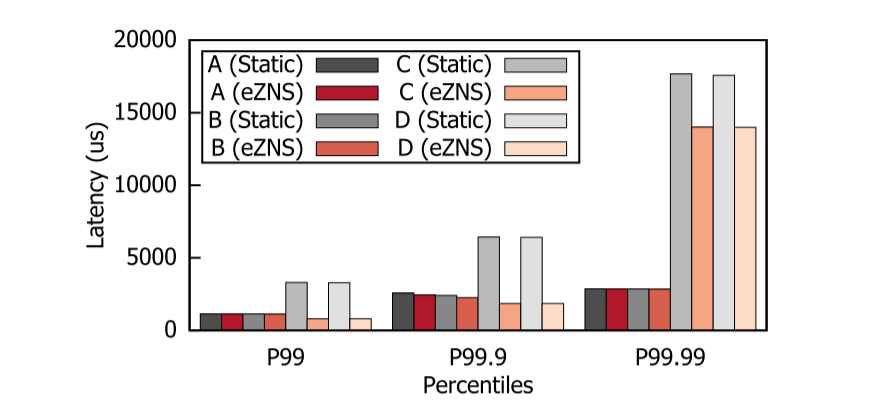 20000
15000
10000
5000
0
Latency (us)
A (Static) C (Static)
A (eZNS) C (eZNS)
B (Static) D (Static)
B (eZNS) D (eZNS)
P99 P99.9 P99.99
Percentiles